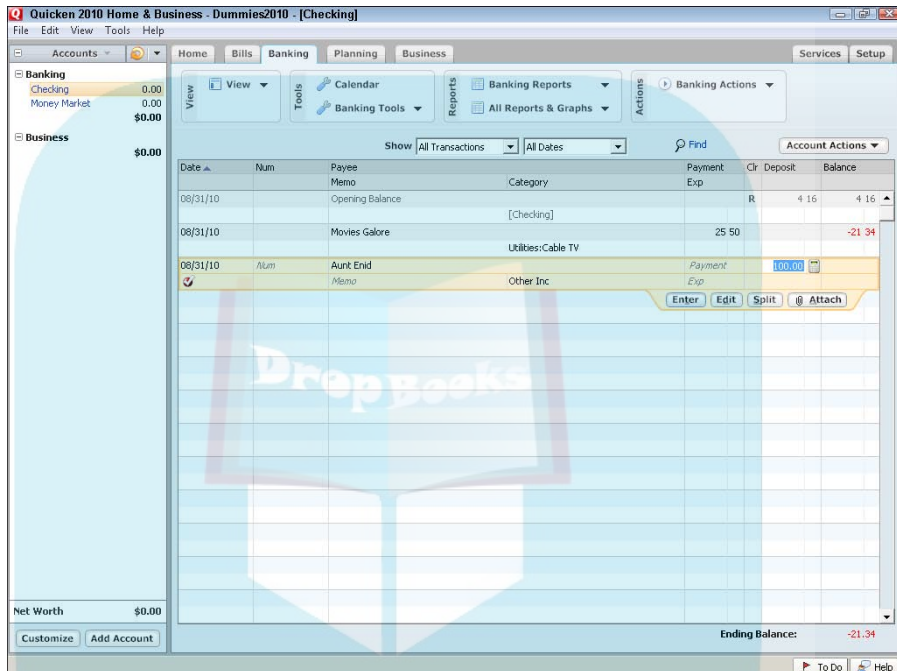 Quicken 2010 Home & Business - Dummies2010 - [Checking]
File Edit View Tools Help
Accounts
Home Bills Banking Planning Business Services Setup
Banking
Checking 0.00
Money Market 0.00
$0.00
Business
$0.00
View
View
Tools
Calendar
Banking Tools
Reports
Banking Reports
All Reports & Graphs
Actions
Banking Actions
Show All Transactions All Dates Find Account Actions
Date Num Payee Payment Clr Deposit Balance
Memo Category Exp
08/31/10 Opening Balance R 4 16 4 16
[Checking]
08/31/10 Movies Galore 25 50 -21 34
Utilities:Cable TV
08/31/10 Num Aunt Enid Payment 100.00
Memo Other Inc Exp
Enter Edit Split Attach
DropBooks
Net Worth $0.00
Customize Add Account
Ending Balance: -21.34
To Do Help